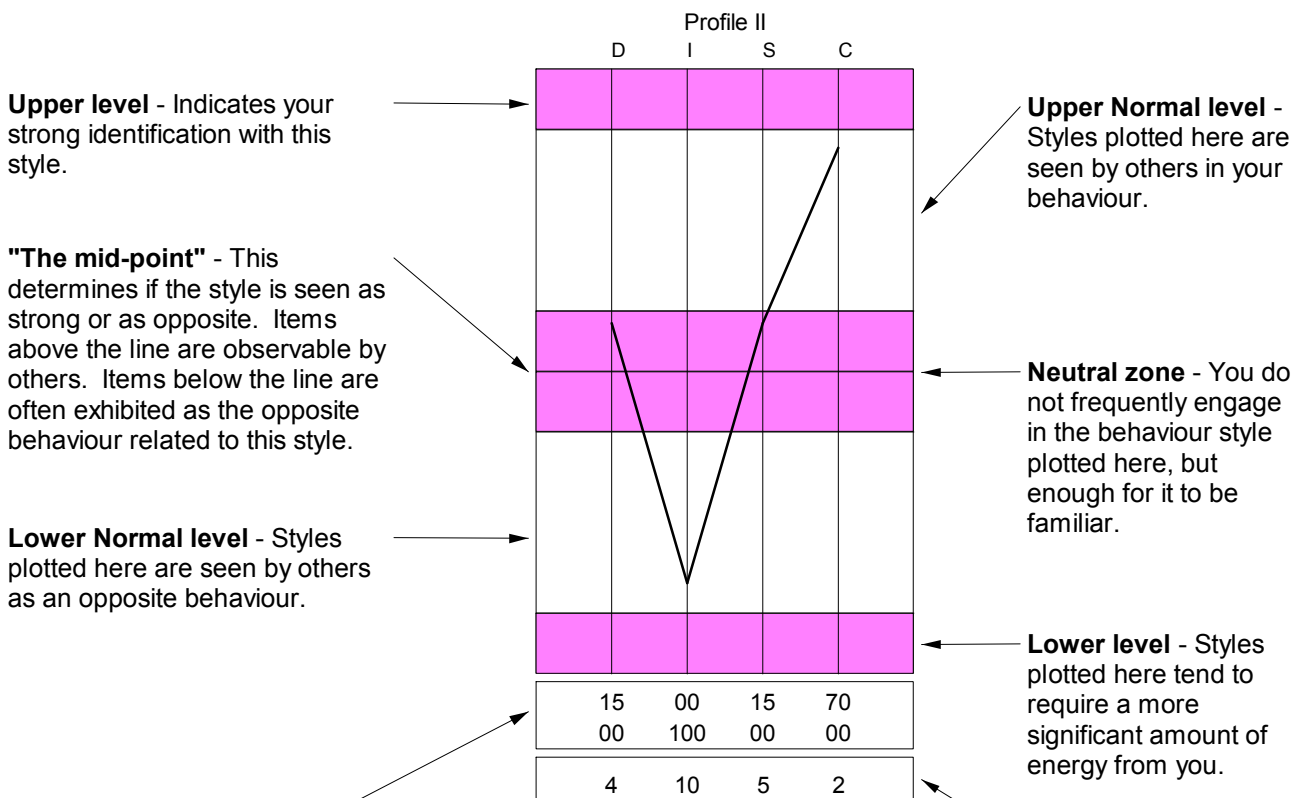 Profile II
D I S C
Upper level - Indicates your
strong identification with this
style.
"The mid-point" - This
determines if the style is seen as
strong or as opposite. Items
above the line are observable by
others. Items below the line are
often exhibited as the opposite
behaviour related to this style.
Lower Normal level - Styles
plotted here are seen by others
as an opposite behaviour.
Upper Normal level -
Styles plotted here are
seen by others in your
behaviour.
Neutral zone - You do
not frequently engage
in the behaviour style
plotted here, but
enough for it to be
familiar.
Lower level - Styles
plotted here tend to
require a more
significant amount of
energy from you.
15 00 15 70
00 100 00 00
4 10 5 2